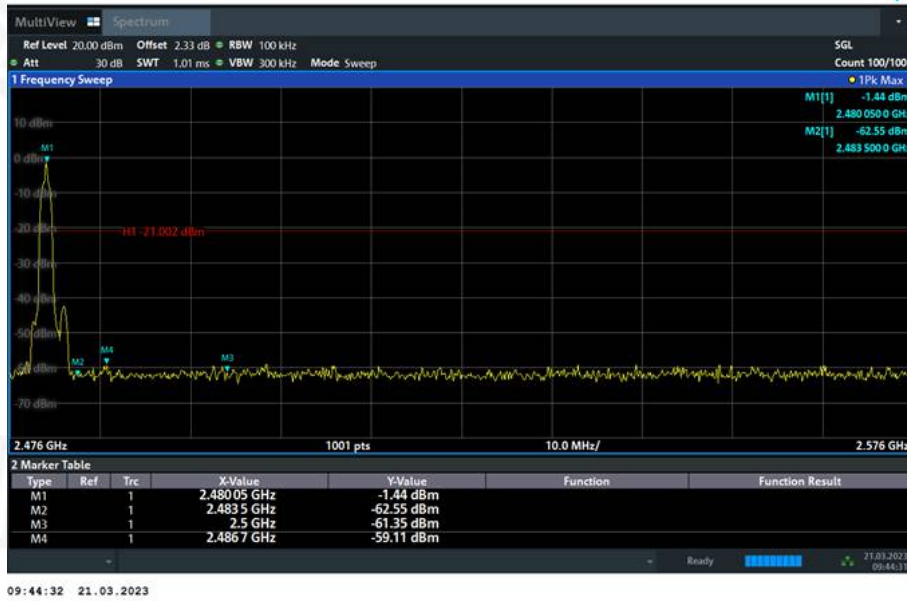 MultiView Spectrum
Ref Level 20.00 dBm Offset 2.33 dB RBW 100 kHz SGL
Att 30 dB SWT 1.01 ms VBW 300 kHz Mode Sweep Count 100/100
1 Frequency Sweep 1Pk Max
M1[1] -1.44 dBm
2.480 050 0 GHz
10 dBm
M2[1] -62.55 dBm
2.483 500 0 GHz
M1
0 dBm
-10 dBm
-20 dBm
H1 -21.002 dBm
-30 dBm
-40 dBm
-50 dBm
M4
M3
M2
-60 dBm
-70 dBm
2.476 GHz 1001 pts 10.0 MHz/ 2.576 GHz
2 Marker Table
Type Ref Trc X-Value Y-Value Function Function Result
M1 1 2.480 05 GHz -1.44 dBm
M2 1 2.483 5 GHz -62.55 dBm
M3 1 2.5 GHz -61.35 dBm
M4 1 2.486 7 GHz -59.11 dBm
Ready 21.03.2023
09:44:31
09:44:32 21.03.2023